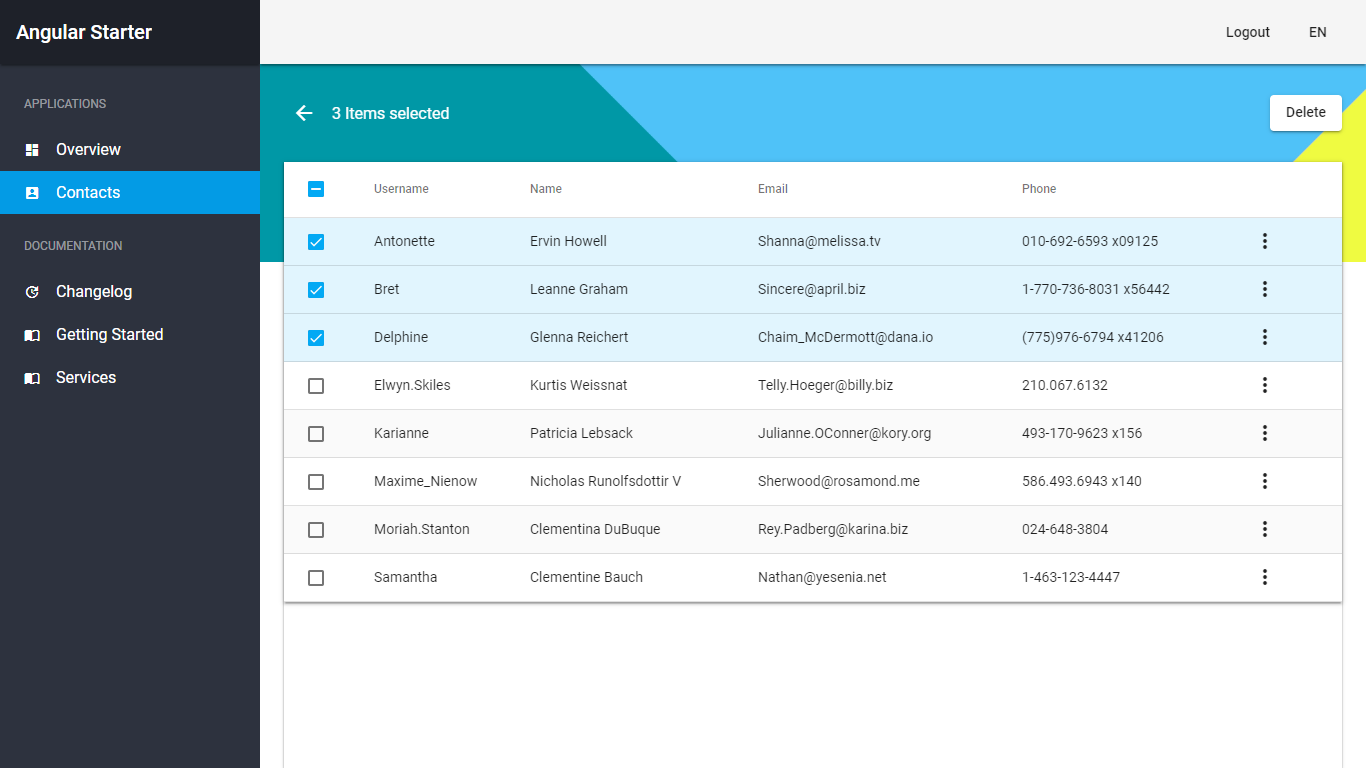 Angular Starter
Logout EN
APPLICATIONS
Overview
Contacts
DOCUMENTATION
Changelog
Getting Started
Services
3 Items selected
Delete
Username Name Email Phone
Antonette Ervin Howell Shanna@melissa.tv 010-692-6593 x09125
Bret Leanne Graham Sincere@april.biz 1-770-736-8031 x56442
Delphine Glenna Reichert Chaim_McDermott@dana.io (775)976-6794 x41206
Elwyn.Skiles Kurtis Weissnat Telly.Hoeger@billy.biz 210.067.6132
Karianne Patricia Lebsack Julianne.OConner@kory.org 493-170-9623 x156
Maxime_Nienow Nicholas Runolfsdottir V Sherwood@rosamond.me 586.493.6943 x140
Moriah.Stanton Clementina DuBuque Rey.Padberg@karina.biz 024-648-3804
Samantha Clementine Bauch Nathan@yesenia.net 1-463-123-4447